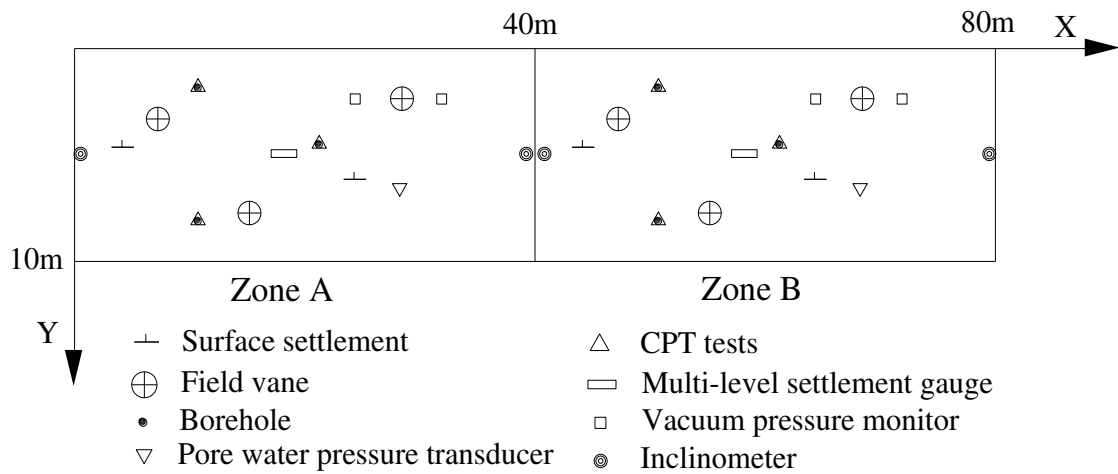 40m
80m
X
10m
Zone A
Zone B
Y
Surface settlement
CPT tests
Field vane
Multi-level settlement gauge
Borehole
Vacuum pressure monitor
Pore water pressure transducer
Inclinometer